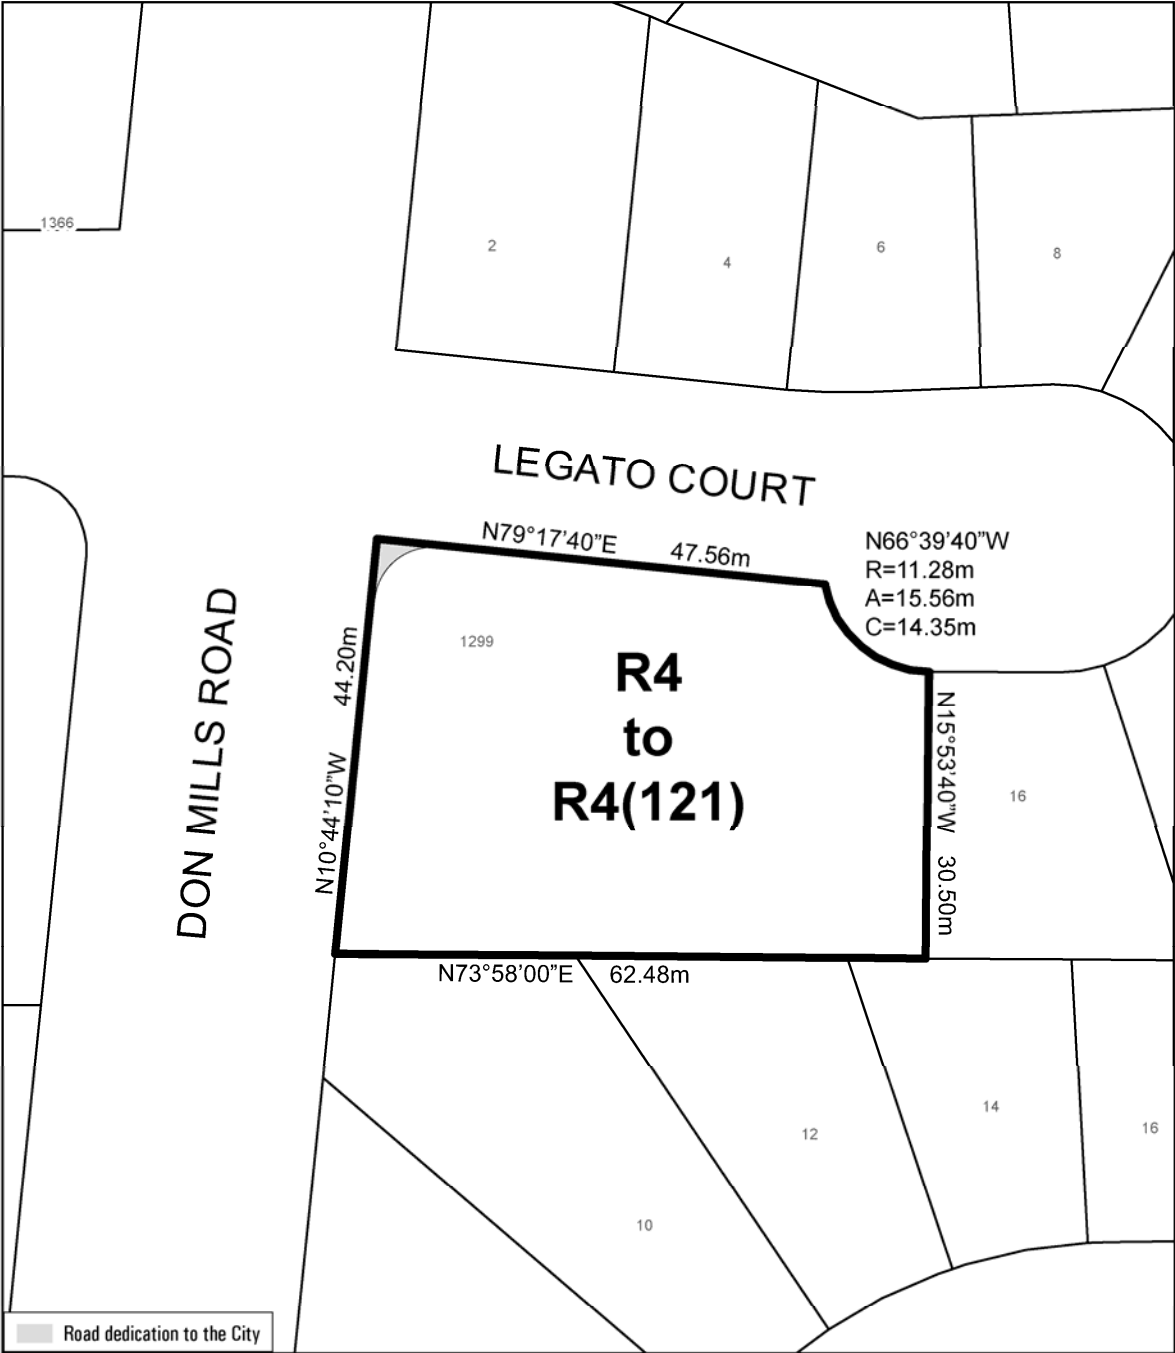 1366
2
4
6
8
LEGATO COURT
N79°17'40"E 47.56m
N66°39'40"W
R=11.28m
A=15.56m
C=14.35m
DON MILLS ROAD
N10°44'10"W 44.20m
1299
R4
to
R4(121)
N15°53'40"W 30.50m
16
N73°58'00"E 62.48m
10
12
14
16
Road dedication to the City